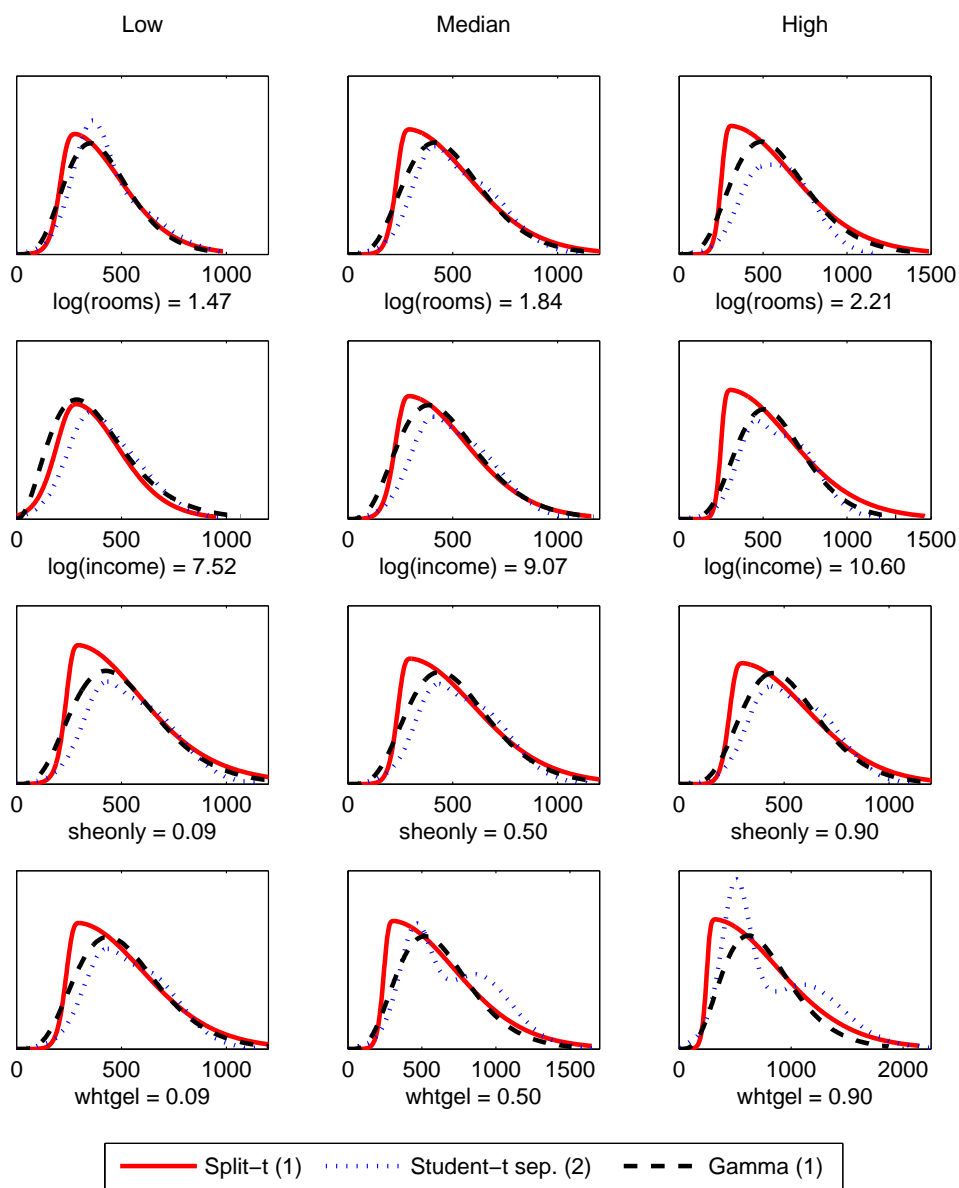 Low Median High
0 500 1000 0 500 1000 0 500 1000 1500
log(rooms) = 1.47 log(rooms) = 1.84 log(rooms) = 2.21
0 500 1000 0 500 1000 0 500 1000 1500
log(income) = 7.52 log(income) = 9.07 log(income) = 10.60
0 500 1000 0 500 1000 0 500 1000
sheonly = 0.09 sheonly = 0.50 sheonly = 0.90
0 500 1000 0 500 1000 1500 0 1000 2000
whtgel = 0.09 whtgel = 0.50 whtgel = 0.90
Split−t (1) Student−t sep. (2) Gamma (1)